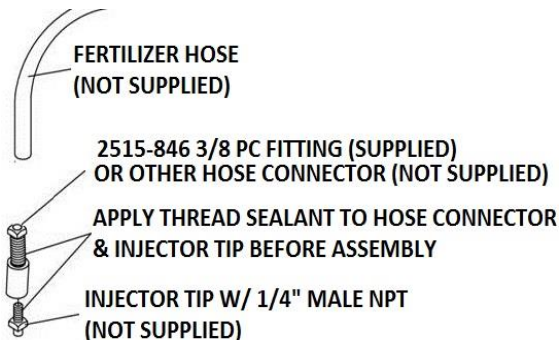 FERTILIZER HOSE
(NOT SUPPLIED)
2515-846 3/8 PC FITTING (SUPPLIED)
OR OTHER HOSE CONNECTOR (NOT SUPPLIED)
APPLY THREAD SEALANT TO HOSE CONNECTOR
& INJECTOR TIP BEFORE ASSEMBLY
INJECTOR TIP W/ 1/4" MALE NPT
(NOT SUPPLIED)